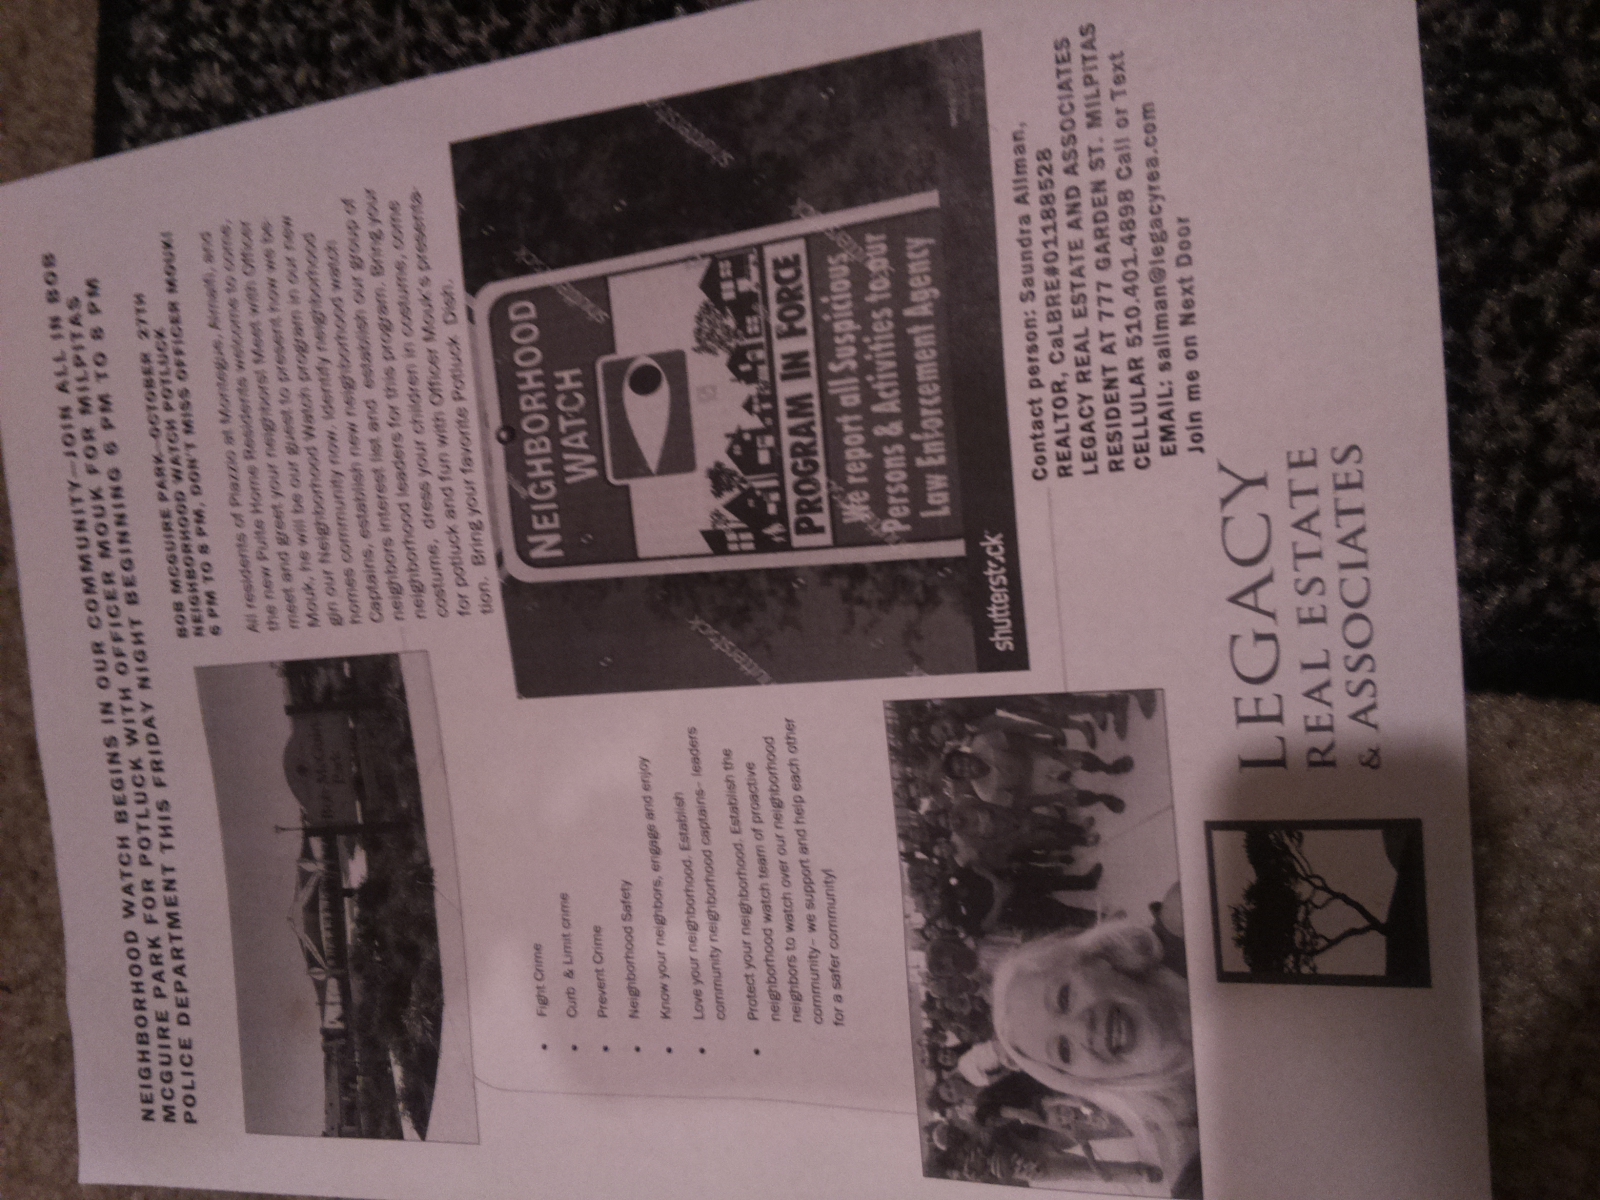 NEIGHBORHOOD WATCH BEGINS IN OUR COMMUNITY—JOIN ALL IN BOB
MCGUIRE PARK FOR POTLUCK WITH OFFICER MOUK FOR MILPITAS
POLICE DEPARTMENT THIS FRIDAY NIGHT BEGINNING 6 PM TO 8 PM
BOB MCGUIRE PARK—OCTOBER 27TH
NEIGHBORHOOD WATCH POTLUCK
6 PM TO 8 PM, DON'T MISS OFFICER MOUK!
All residents of Piazzio at Montegue, Amalfi, and
the new Pulte Home Residents welcome to come,
meet and greet your neighbors! Meet with Officer
Mouk, he will be our guest to present how we be-
gin our Neighborhood Watch program in our new
community now. Identify neighborhood
homes, establish new neighborhood watch
Captains, establish our group of
neighbors interest list and
neighborhood leaders for this program. Bring your
costume, dress your children in costume, come
for potluck and fun with Officer Mouk's presenta-
tion. Bring your favorite Potluck Dish.
Fight Crime
Curb & Limit crime
Prevent Crime
Neighborhood Safety
Know your neighbors, engage and enjoy
Love your neighborhood. Establish
community neighborhood captains- leaders
Protect your neighborhood. Establish the
neighborhood watch team of proactive
neighbors to watch over our neighborhood
community- we support and help each other
for a safer community!
NEIGHBORHOOD
WATCH
PROGRAM IN FORCE
We report all Suspicious
Persons & Activities to our
Law Enforcement Agency
shutterstock
Contact person: Saundra Allman,
REALTOR, CalBRE#01188528
LEGACY REAL ESTATE AND ASSOCIATES
RESIDENT AT 777 GARDEN ST. MILPITAS
CELLULAR 510.401.4898 Call or Text
EMAIL: sallman@legacyrea.com
Join me on Next Door
LEGACY
REAL ESTATE
& ASSOCIATES